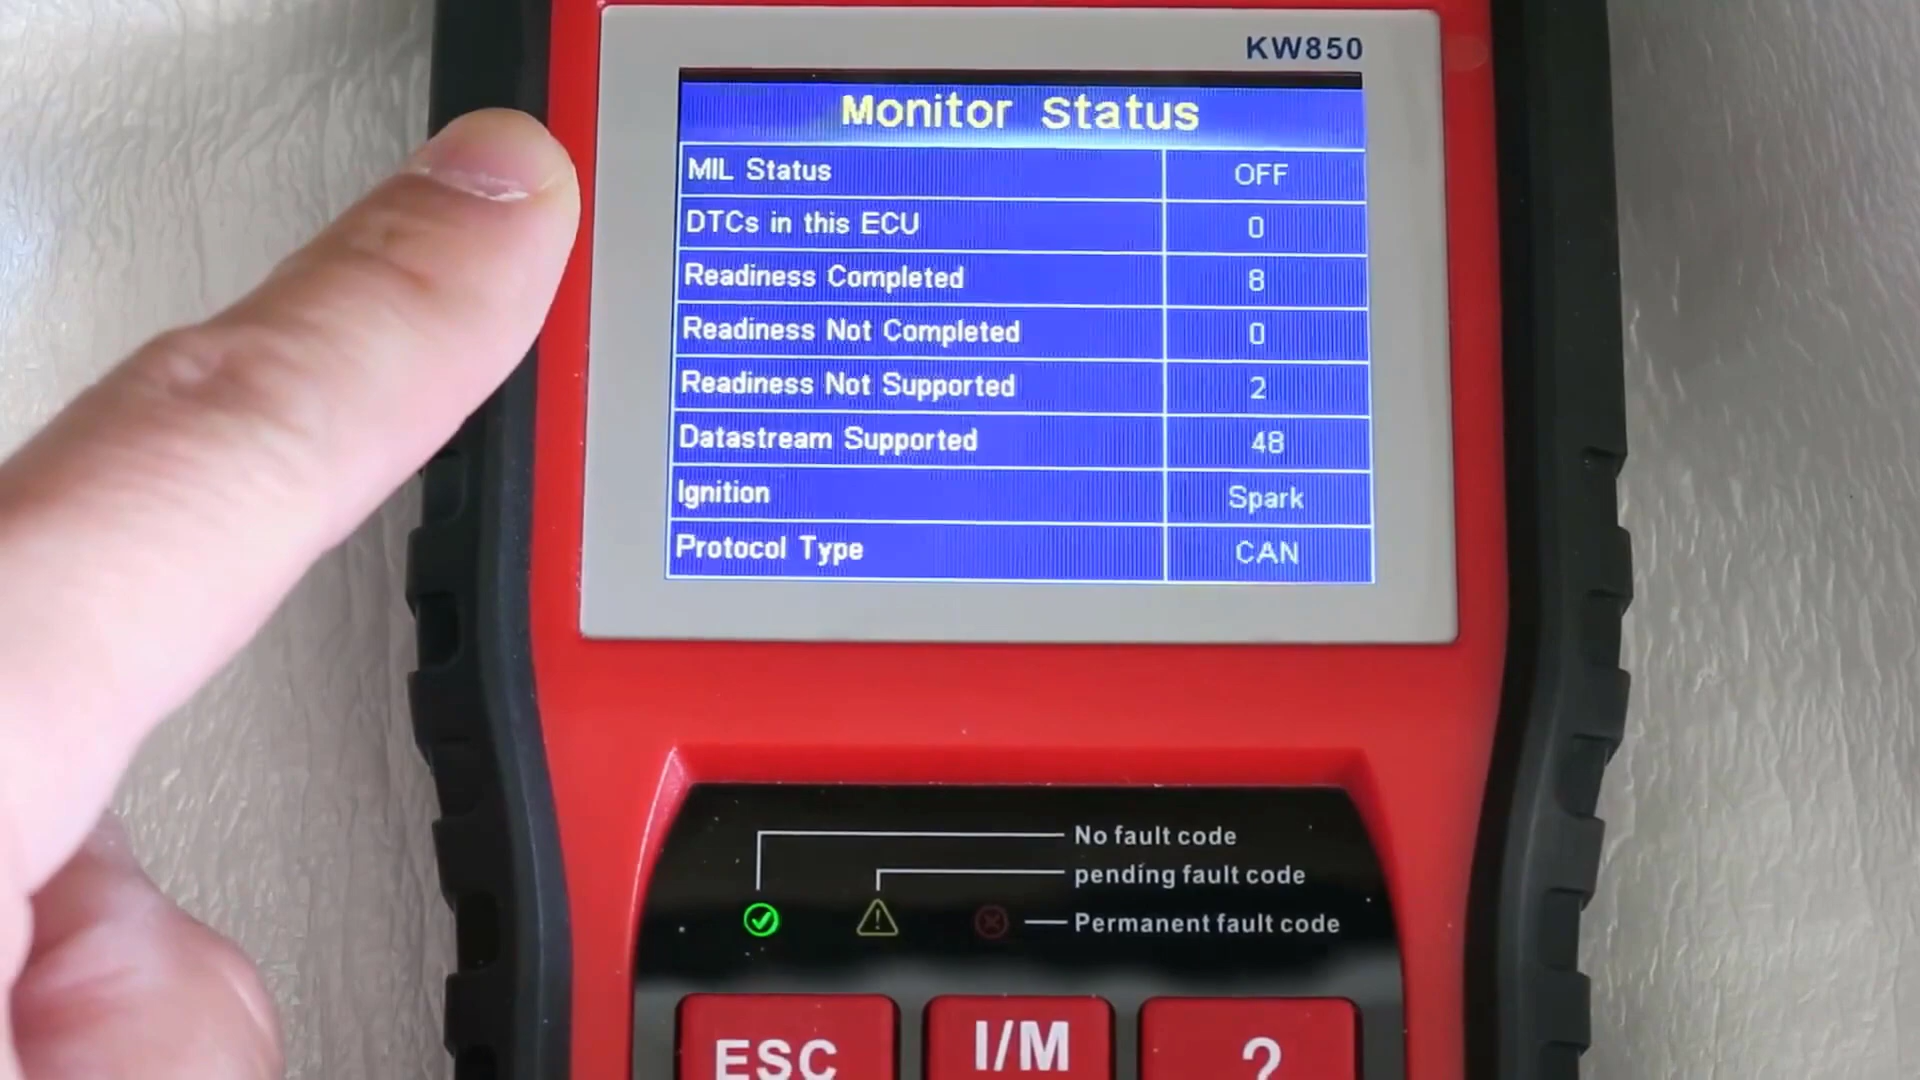 KW850
Monitor Status
MIL Status OFF
DTCs in this ECU 0
Readiness Completed 8
Readiness Not Completed 0
Readiness Not Supported 2
Datastream Supported 48
Ignition Spark
Protocol Type CAN
No fault code
pending fault code
Permanent fault code
ESC I/M ?